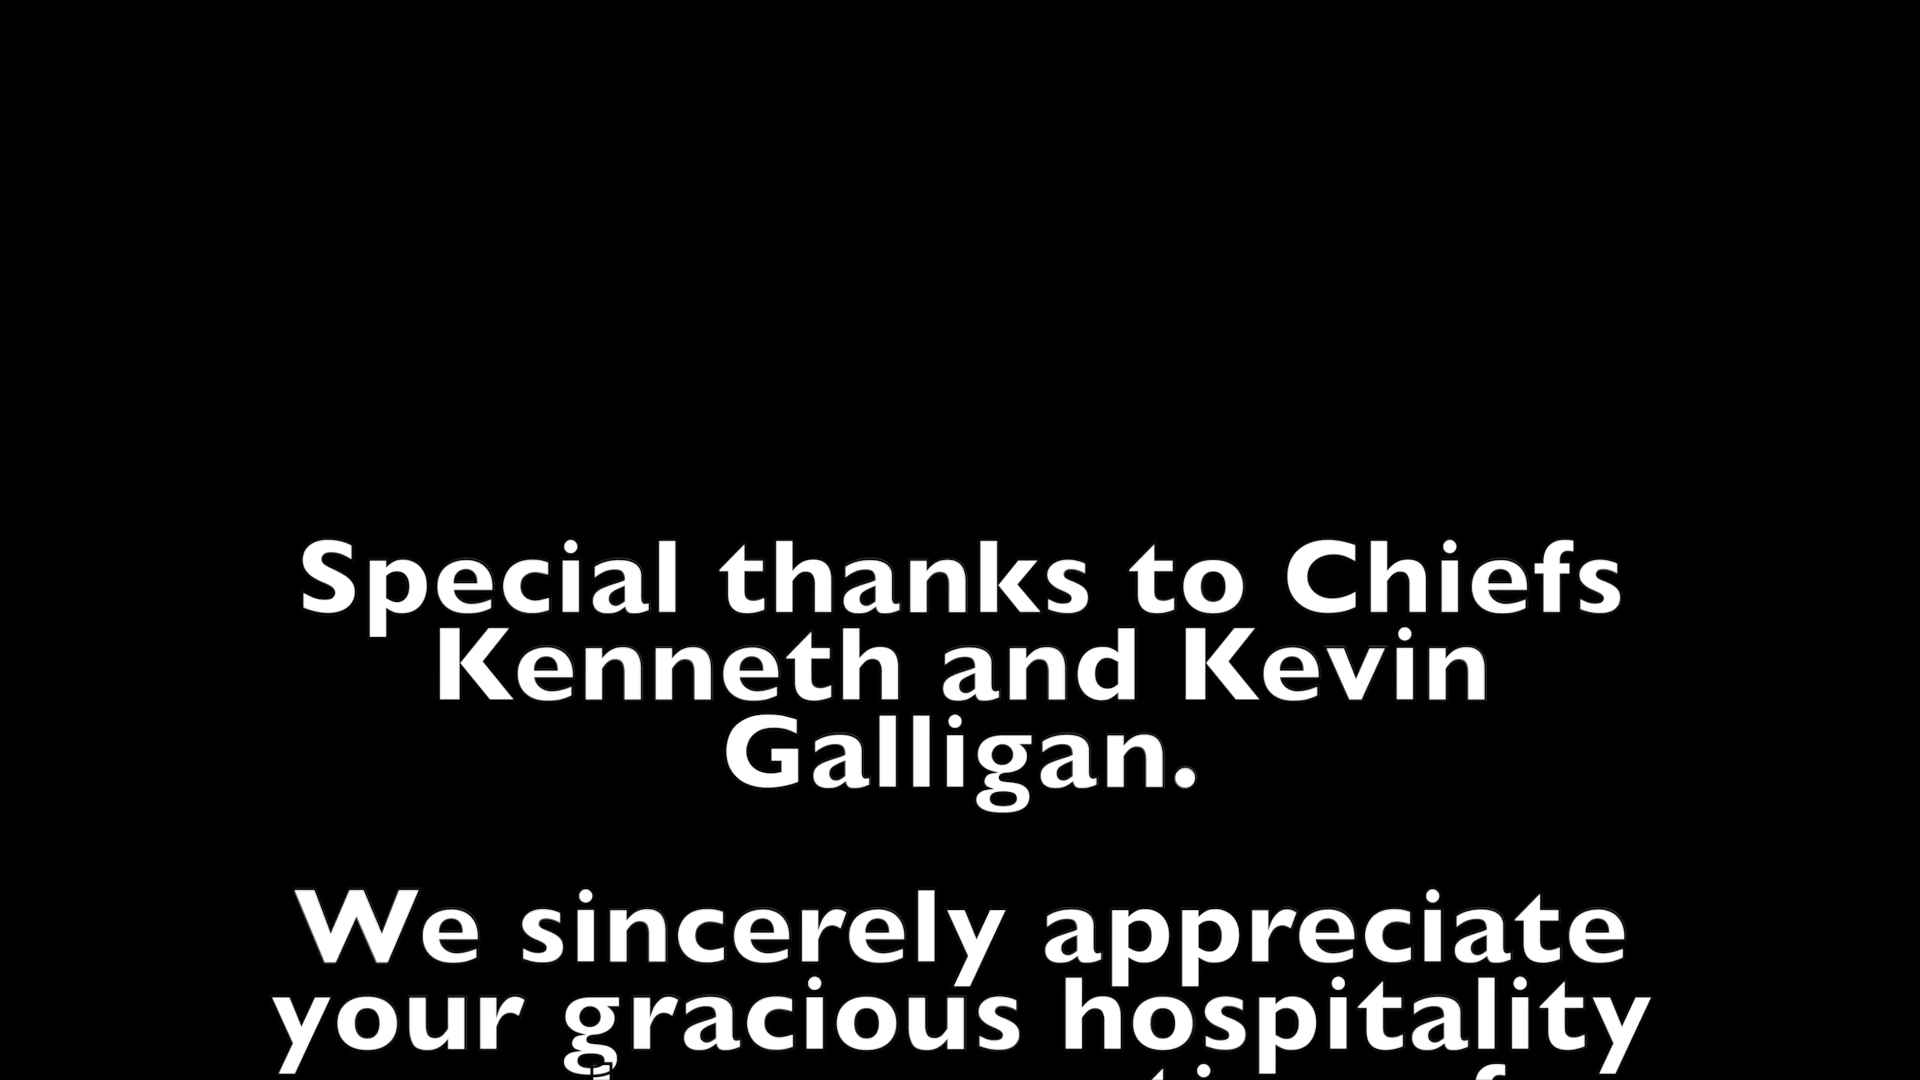 Special thanks to Chiefs
Kenneth and Kevin
Galligan.
We sincerely appreciate
your gracious hospitality